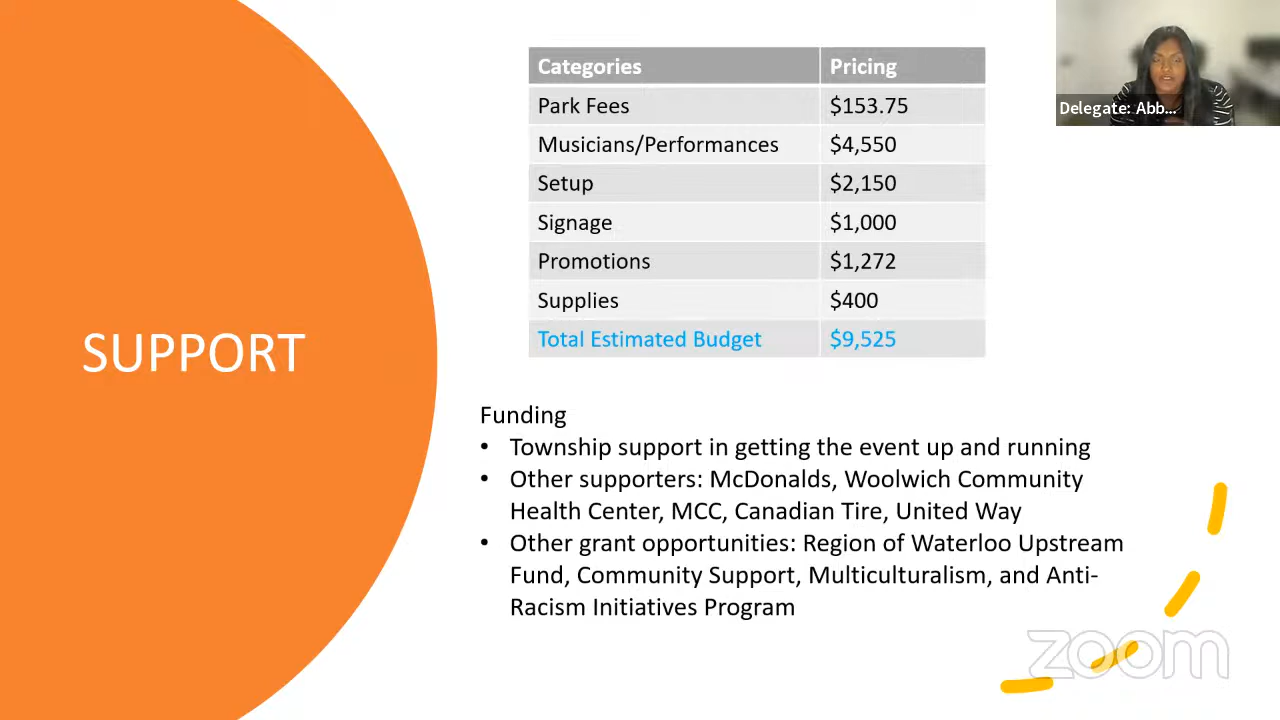 Categories Pricing
Park Fees $153.75
Musicians/Performances $4,550
Setup $2,150
Signage $1,000
Promotions $1,272
Supplies $400
Total Estimated Budget $9,525
Delegate: Abb...
SUPPORT
Funding
• Township support in getting the event up and running
• Other supporters: McDonalds, Woolwich Community
Health Center, MCC, Canadian Tire, United Way
• Other grant opportunities: Region of Waterloo Upstream
Fund, Community Support, Multiculturalism, and Anti-
Racism Initiatives Program
zoom